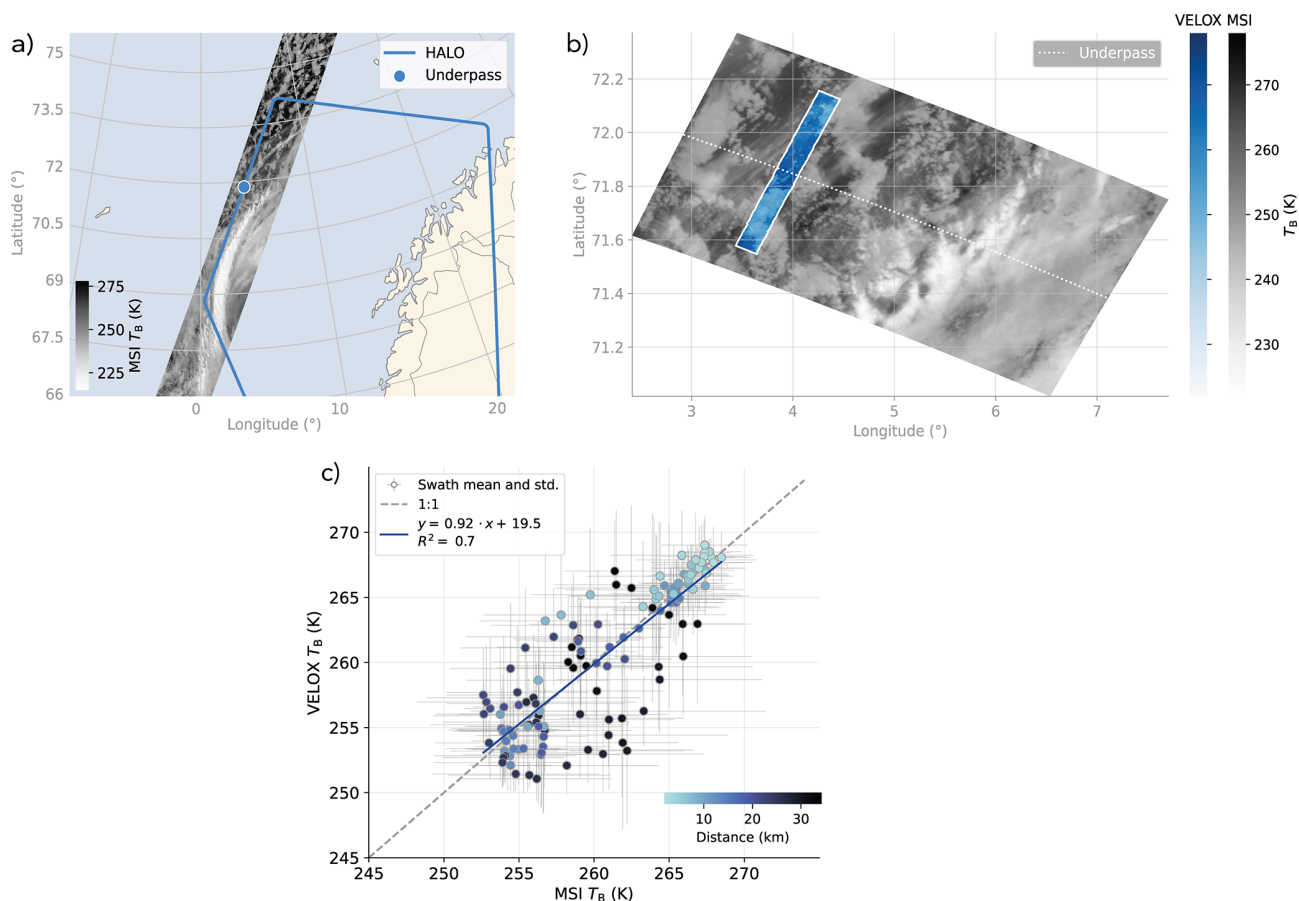 a)
75
73.5
72
70.5
69
67.5
66
Latitude (°)
HALO
Underpass
275
250
225
MSI T_B (K)
0
10
20
Longitude (°)
b)
72.2
72.0
71.8
71.6
71.4
71.2
Latitude (°)
Underpass
3
4
5
6
7
Longitude (°)
VELOX MSI
270
260
250
240
230
T_B (K)
c)
Swath mean and std.
1:1
y = 0.92 · x + 19.5
R² = 0.7
270
265
260
255
250
245
VELOX T_B (K)
10
20
30
Distance (km)
245
250
255
260
265
270
MSI T_B (K)